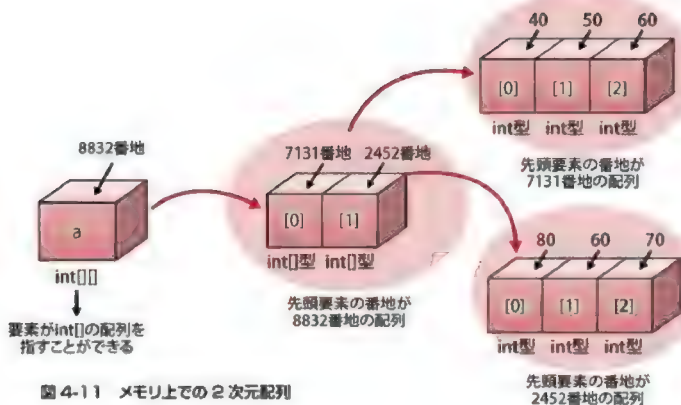 8832番地
a
int[][]
要素がint[]の配列を
指すことができる
7131番地 2452番地
[0] [1]
int[]型 int[]型
先頭要素の番地が
8832番地の配列
40 50 60
[0] [1] [2]
int型 int型 int型
先頭要素の番地が
7131番地の配列
80 60 70
[0] [1] [2]
int型 int型 int型
先頭要素の番地が
2452番地の配列
図4-11 メモリ上での2次元配列